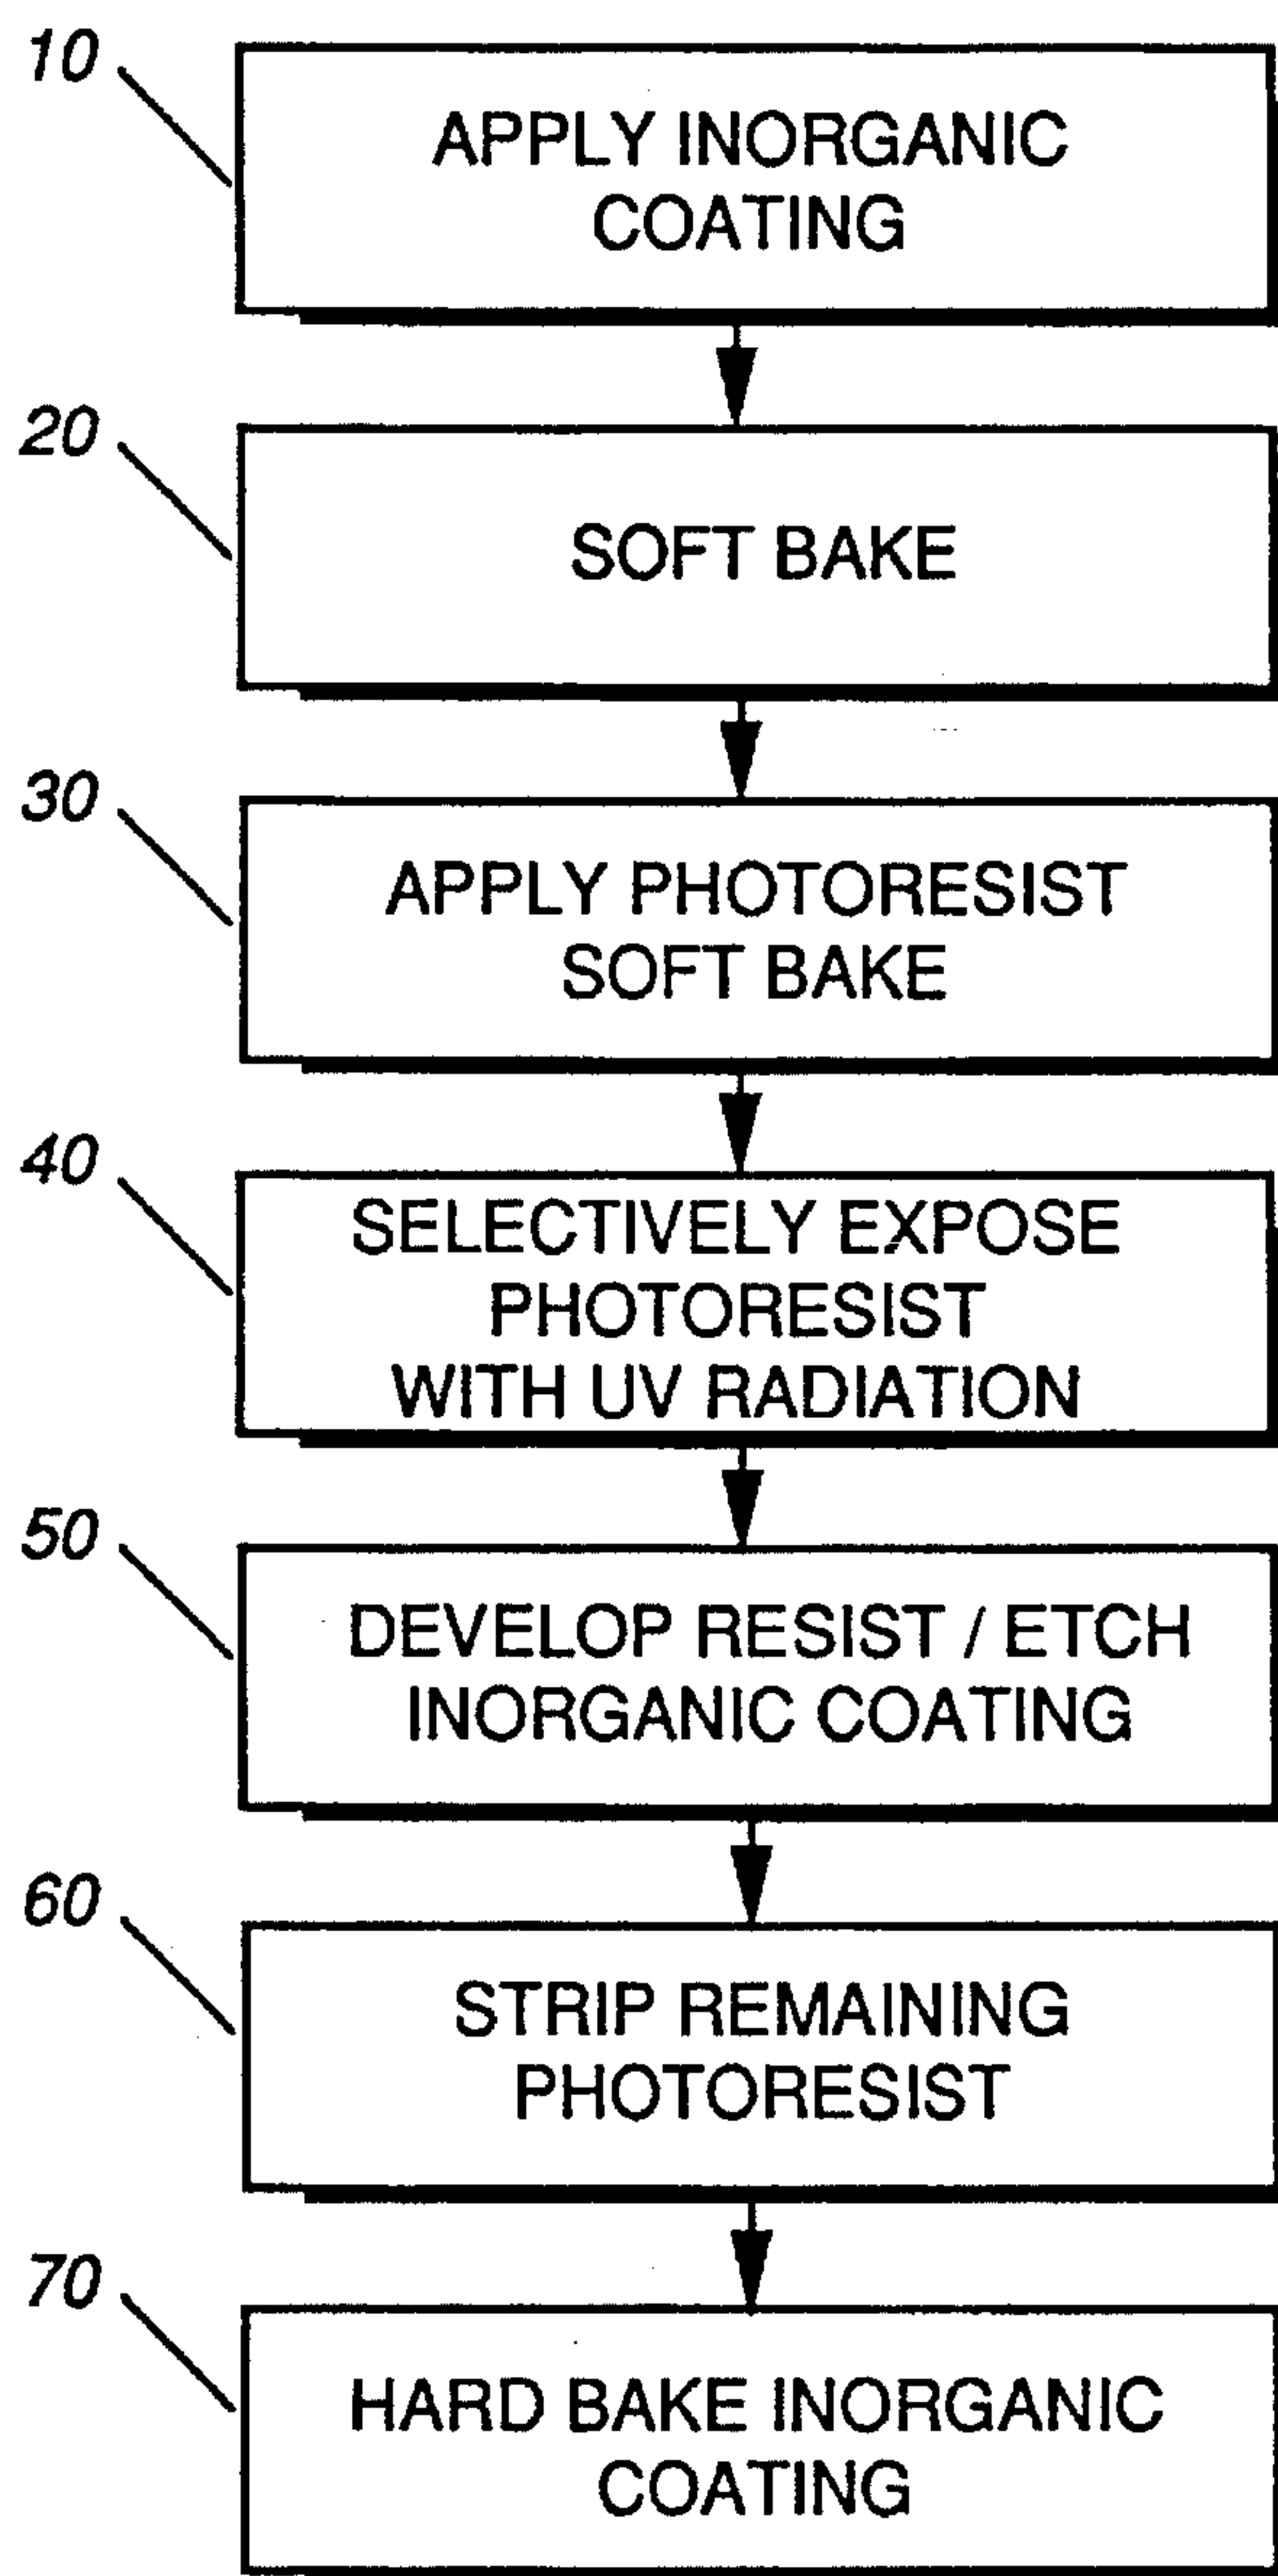 10
APPLY INORGANIC
COATING
20
SOFT BAKE
30
APPLY PHOTORESIST
SOFT BAKE
40
SELECTIVELY EXPOSE
PHOTORESIST
WITH UV RADIATION
50
DEVELOP RESIST / ETCH
INORGANIC COATING
60
STRIP REMAINING
PHOTORESIST
70
HARD BAKE INORGANIC
COATING